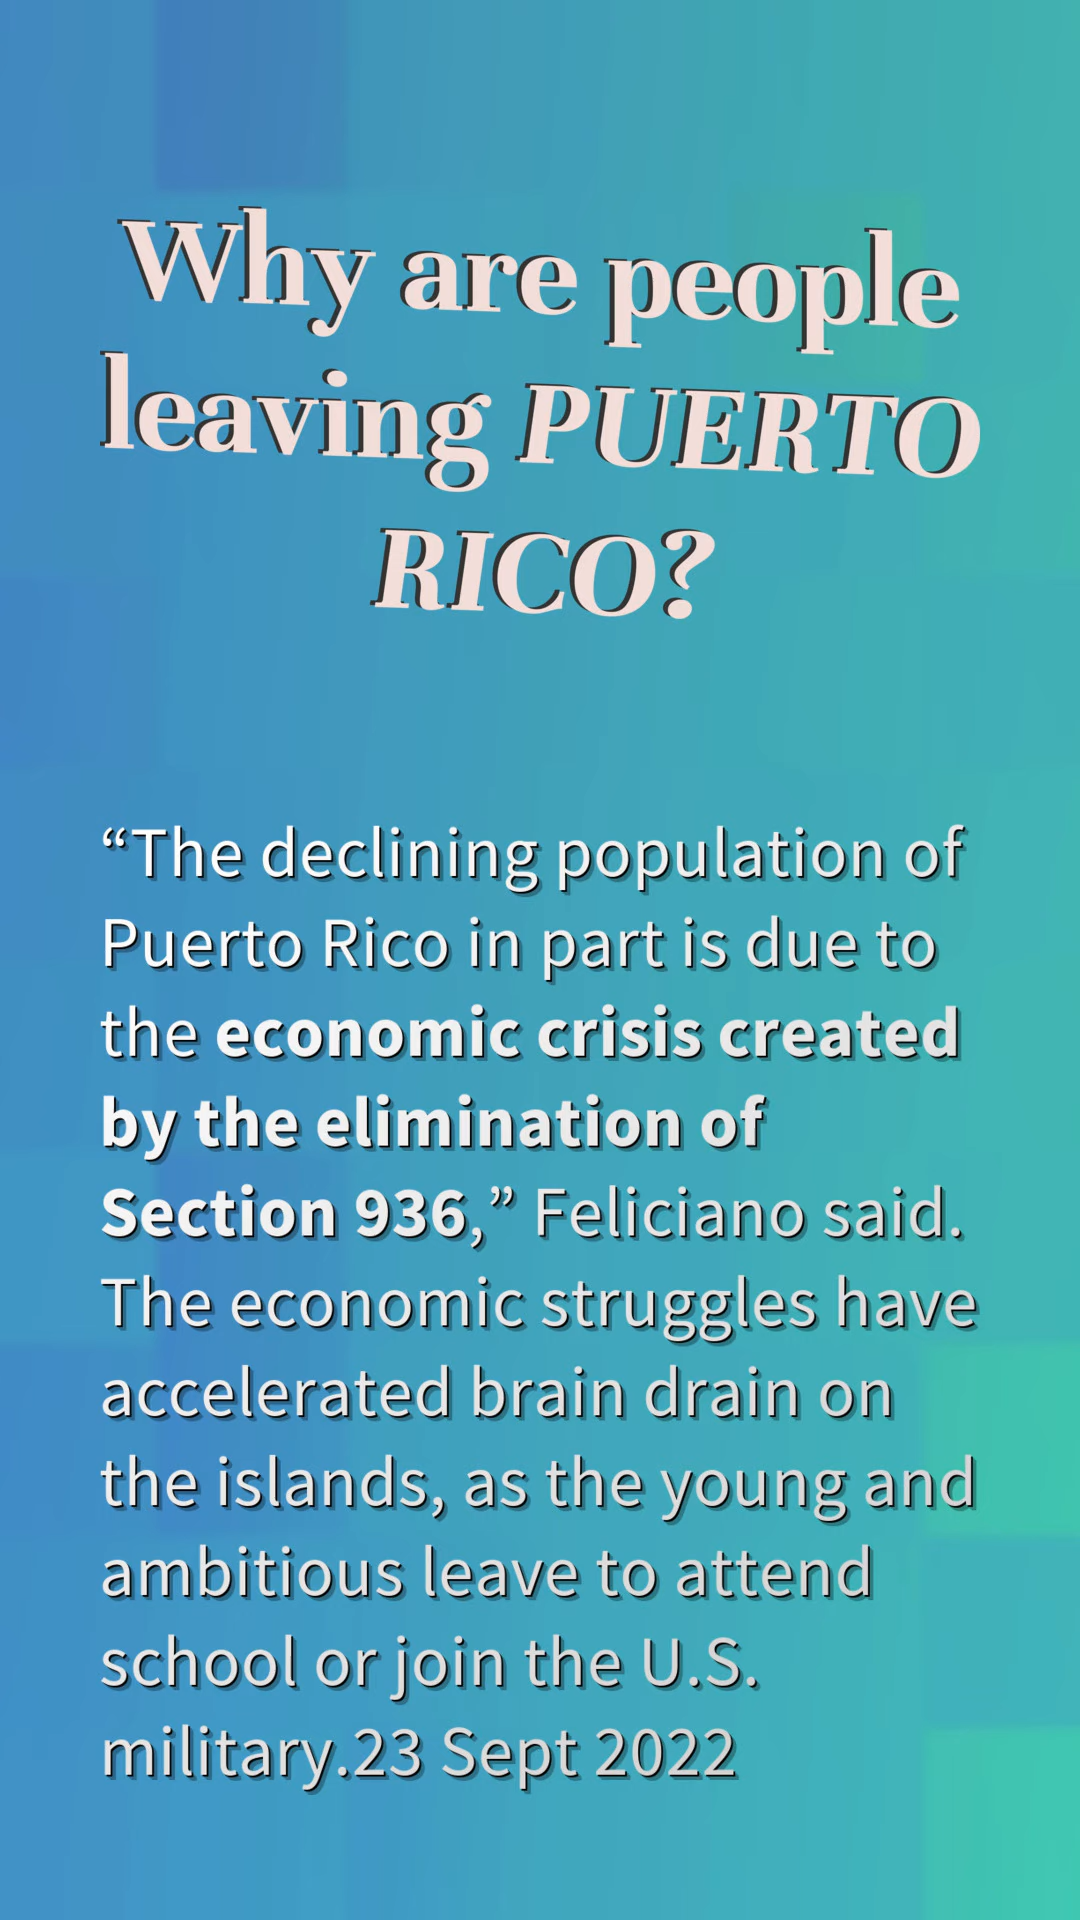 Why are people
leaving PUERTO
RICO?
“The declining population of
Puerto Rico in part is due to
the economic crisis created
by the elimination of
Section 936,” Feliciano said.
The economic struggles have
accelerated brain drain on
the islands, as the young and
ambitious leave to attend
school or join the U.S.
military.23 Sept 2022